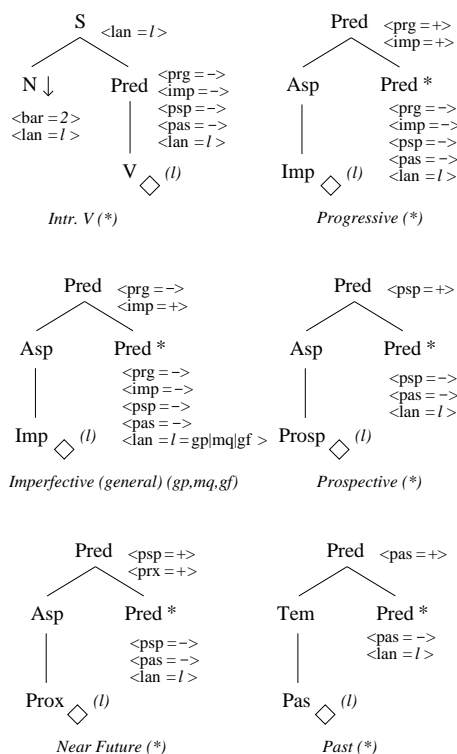 S
<lan = l >
N ↓
<bar = 2 >
<lan = l >
Pred
<prg = −>
<imp = −>
<psp = −>
<pas = −>
<lan = l >
V ◇ (l)
Intr. V (*)
Pred
<prg = +>
<imp = +>
Asp
Pred *
<prg = −>
<imp = −>
<psp = −>
<pas = −>
<lan = l >
Imp ◇ (l)
Progressive (*)
Pred
<prg = −>
<imp = +>
Asp
Pred *
<prg = −>
<imp = −>
<psp = −>
<pas = −>
<lan = l = gp|mq|gf >
Imp ◇ (l)
Imperfective (general) (gp,mq,gf)
Pred
<psp = +>
Asp
Pred *
<psp = −>
<pas = −>
<lan = l >
Prosp ◇ (l)
Prospective (*)
Pred
<psp = +>
<prx = +>
Asp
Pred *
<psp = −>
<pas = −>
<lan = l >
Prox ◇ (l)
Near Future (*)
Pred
<pas = +>
Tem
Pred *
<pas = −>
<lan = l >
Pas ◇ (l)
Past (*)